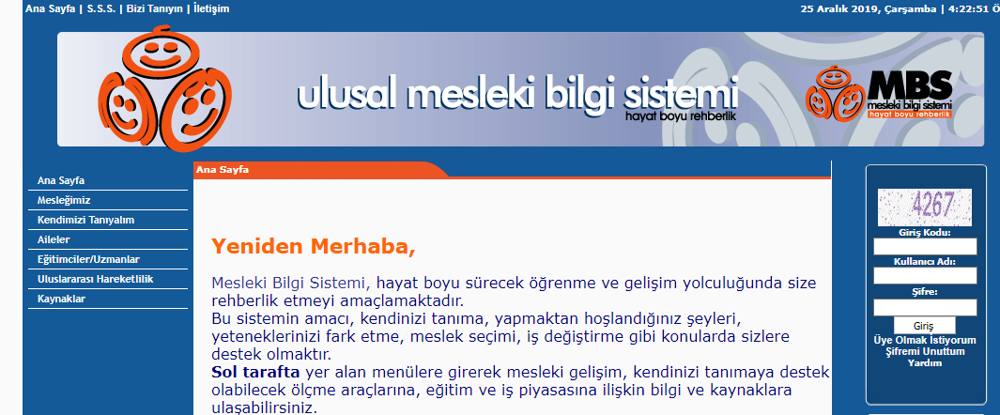 Ana Sayfa | S.S.S. | Bizi Tanıyın | İletişim
25 Aralık 2019, Çarşamba | 4:22:51 Ö
ulusal mesleki bilgi sistemi
hayat boyu rehberlik
MBS
mesleki bilgi sistemi
hayat boyu rehberlik
Ana Sayfa
Mesleğimiz
Kendimizi Tanıyalım
Aileler
Eğitimciler/Uzmanlar
Uluslararası Hareketlilik
Kaynaklar
Ana Sayfa
Yeniden Merhaba,
Mesleki Bilgi Sistemi, hayat boyu sürecek öğrenme ve gelişim yolculuğunda size
rehberlik etmeyi amaçlamaktadır.
Bu sistemin amacı, kendinizi tanıma, yapmaktan hoşlandığınız şeyleri,
yeteneklerinizi fark etme, meslek seçimi, iş değiştirme gibi konularda sizlere
destek olmaktır.
Sol tarafta yer alan menülere girerek mesleki gelişim, kendinizi tanımaya destek
olabilecek ölçme araçlarına, eğitim ve iş piyasasına ilişkin bilgi ve kaynaklara
ulaşabilirsiniz.
4267
Giriş Kodu:
Kullanıcı Adı:
Şifre:
Giriş
Üye Olmak İstiyorum
Şifremi Unuttum
Yardım